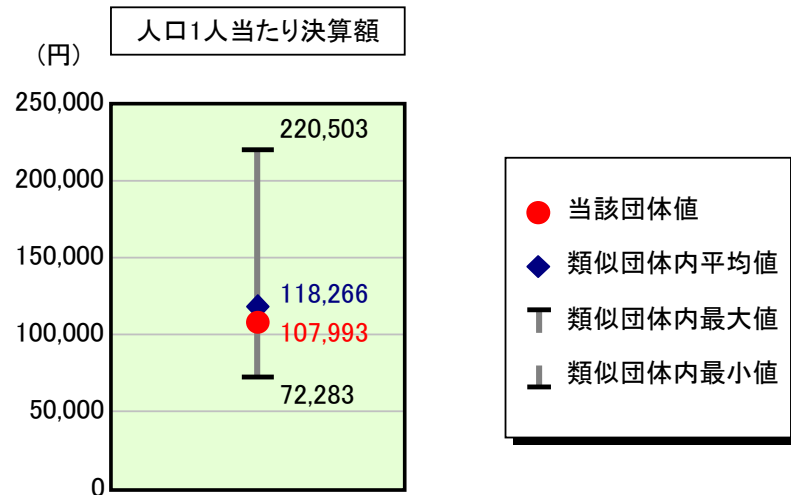 人口1人当たり決算額
(円)
250,000
220,503
200,000
150,000
118,266
107,993
100,000
72,283
50,000
0
当該団体値
類似団体内平均値
類似団体内最大値
類似団体内最小値